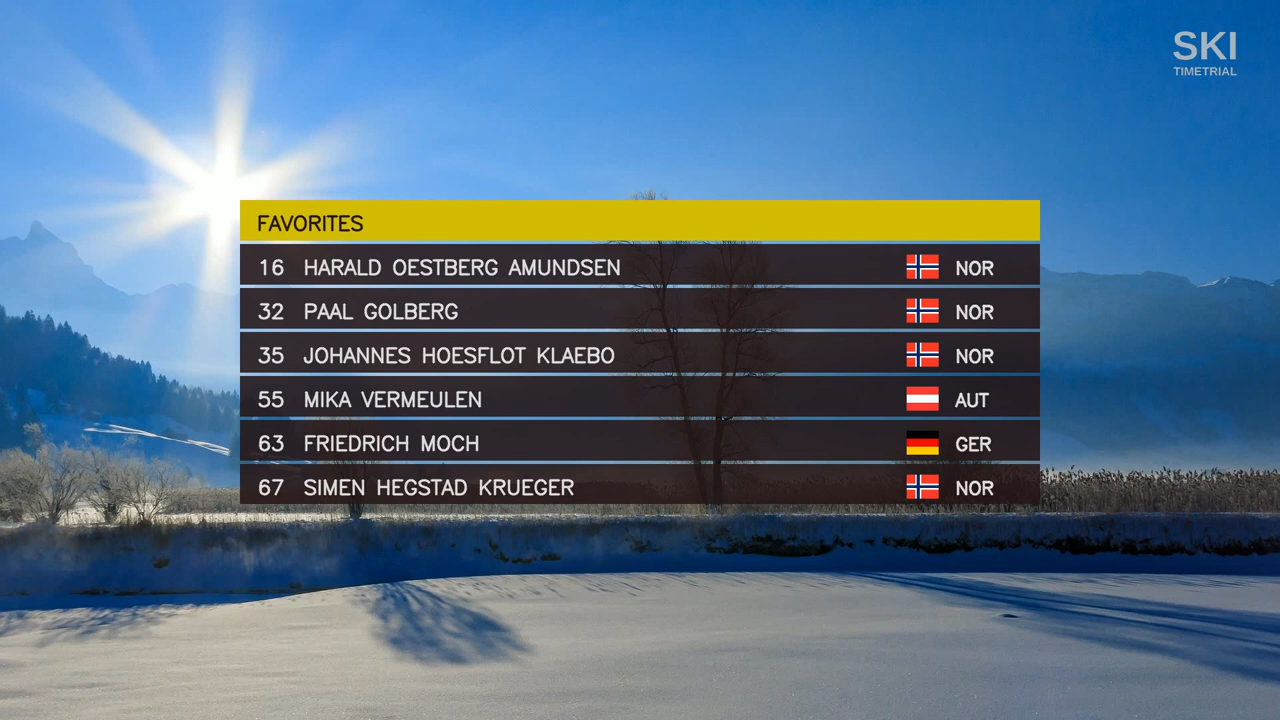 SKI
TIMETRIAL
FAVORITES
16 HARALD OESTBERG AMUNDSEN NOR
32 PAAL GOLBERG NOR
35 JOHANNES HOESFLOT KLAEBO NOR
55 MIKA VERMEULEN AUT
63 FRIEDRICH MOCH GER
67 SIMEN HEGSTAD KRUEGER NOR